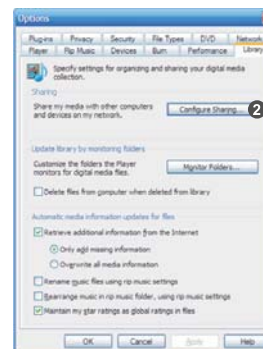 Options
Plug-ins Privacy Security File Types DVD Network
Player Rip Music Devices Burn Performance Library
Specify settings for organizing and sharing your digital media
collection.
Sharing
Share my media with other computers
and devices on my network.
Configure Sharing... 2
Update library by monitoring folders
Customize the folders the Player
monitors for digital media files.
Monitor Folders...
Delete files from computer when deleted from library
Automatic media information updates for files
Retrieve additional information from the Internet
Only add missing information
Overwrite all media information
Rename music files using rip music settings
Rearrange music in rip music folder, using rip music settings
Maintain my star ratings as global ratings in files
OK Cancel Apply Help